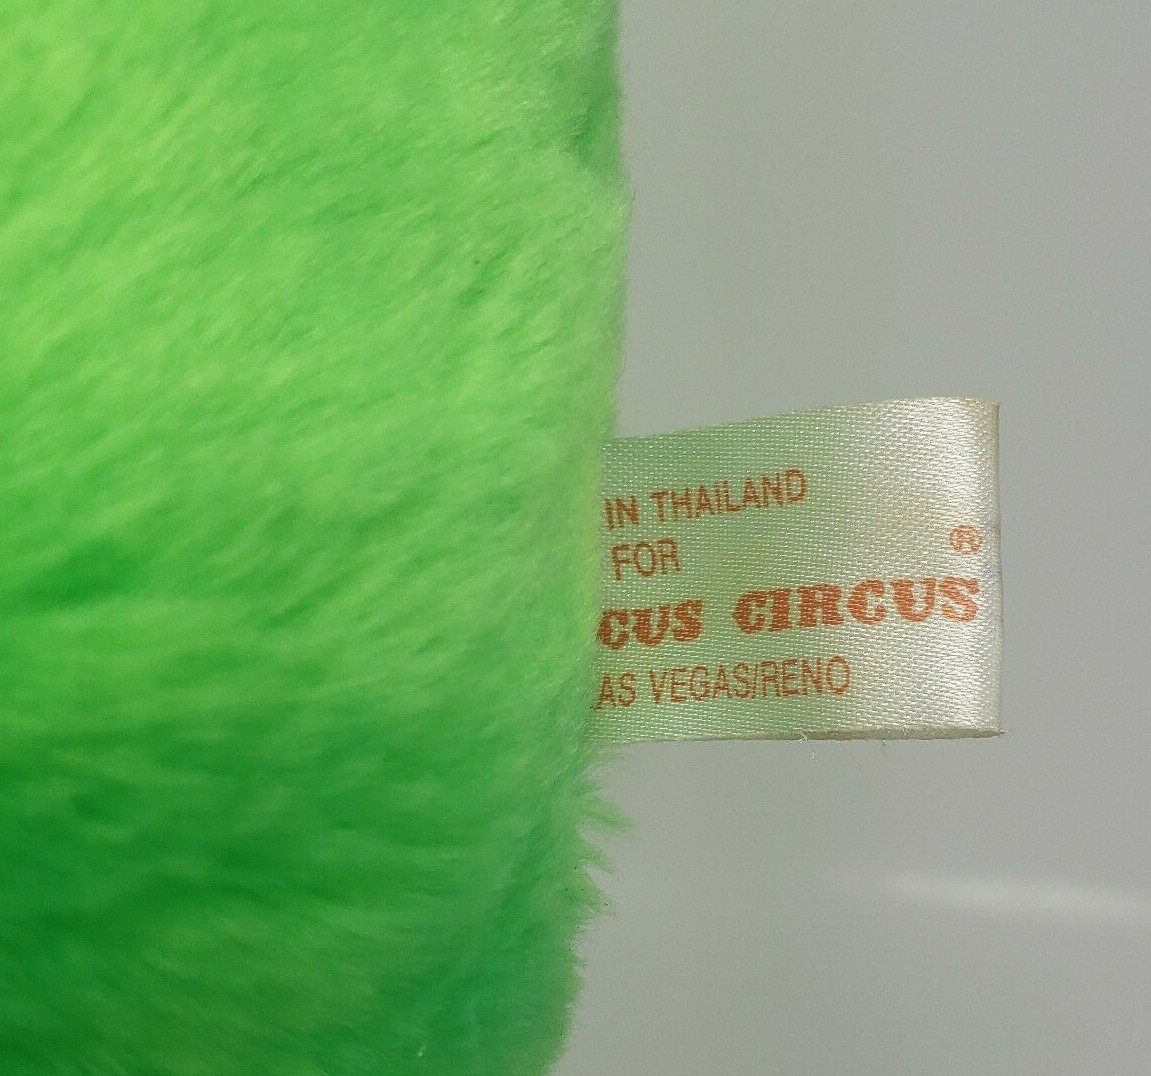 IN THAILAND
FOR
®
CUS CIRCUS
AS VEGAS/RENO